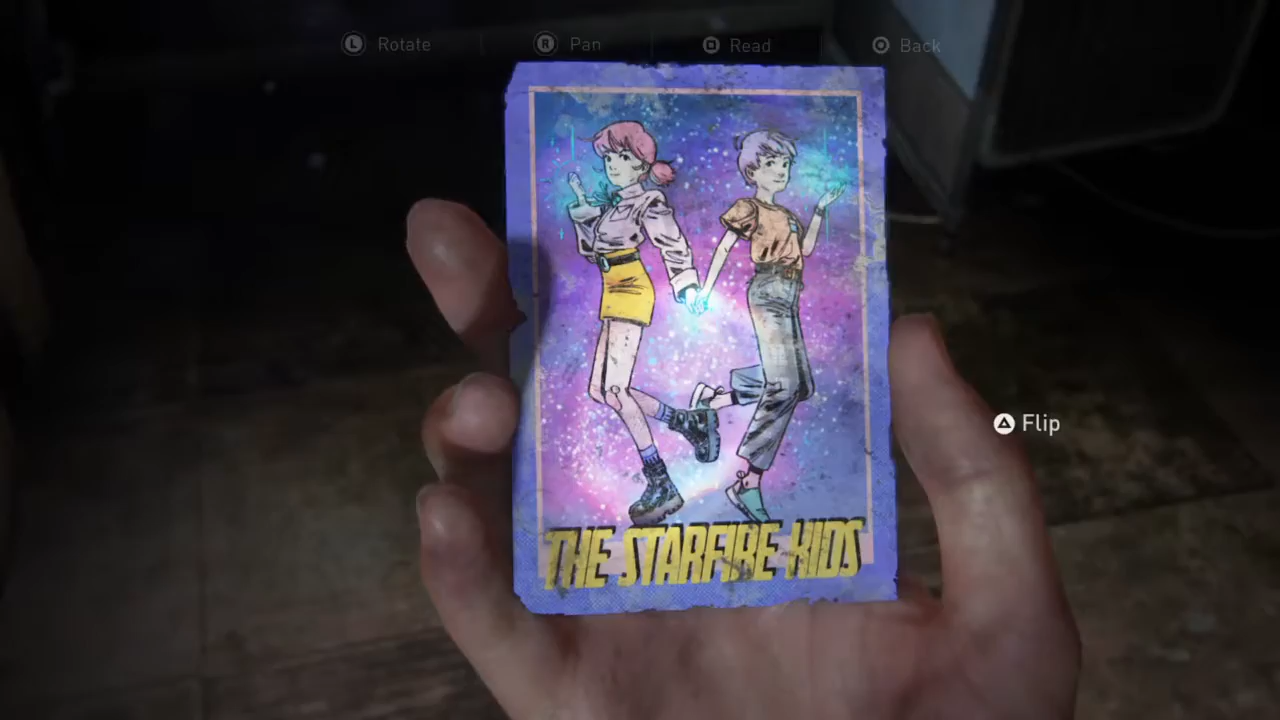 L Rotate
R Pan
Read
Back
Flip
THE STARFIRE KIDS